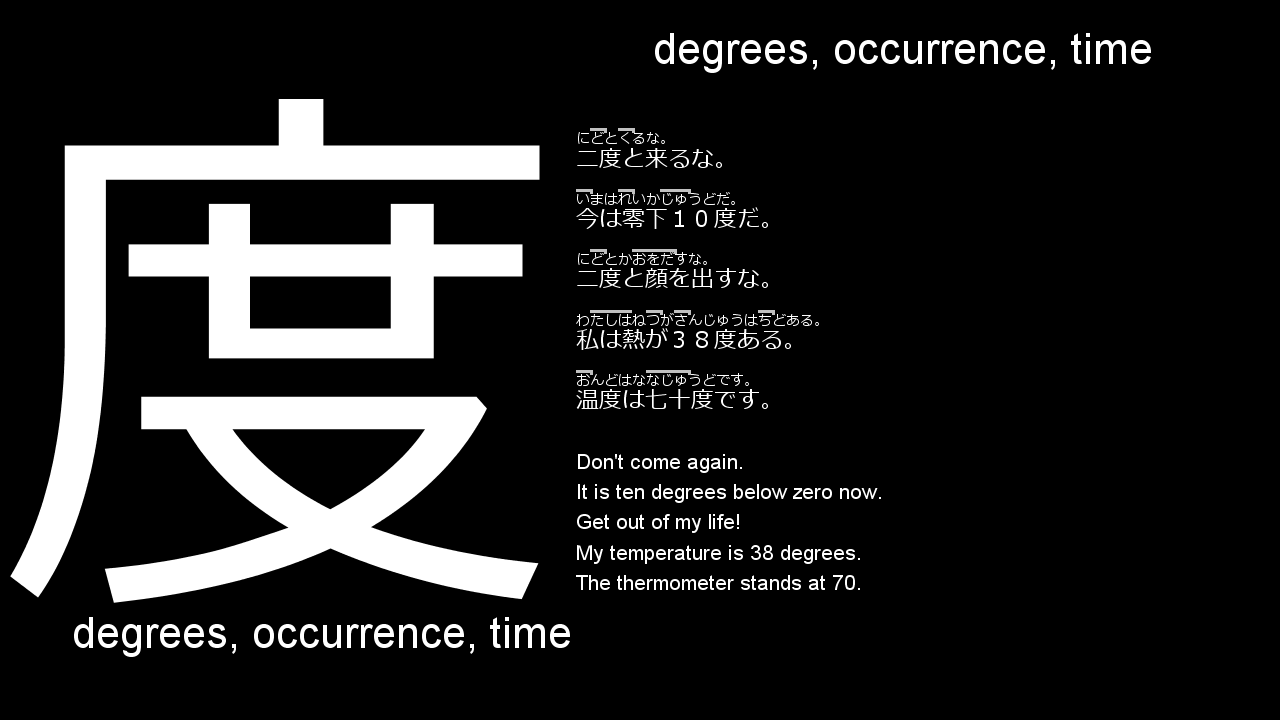 degrees, occurrence, time
度
にどとくるな。
二度と来るな。
いまはれいかじゅうどだ。
今は零下１０度だ。
にどとかおをだすな。
二度と顔を出すな。
わたしはねつがさんじゅうはちどある。
私は熱が３８度ある。
おんどはななじゅうどです。
温度は七十度です。
Don't come again.
It is ten degrees below zero now.
Get out of my life!
My temperature is 38 degrees.
The thermometer stands at 70.
degrees, occurrence, time